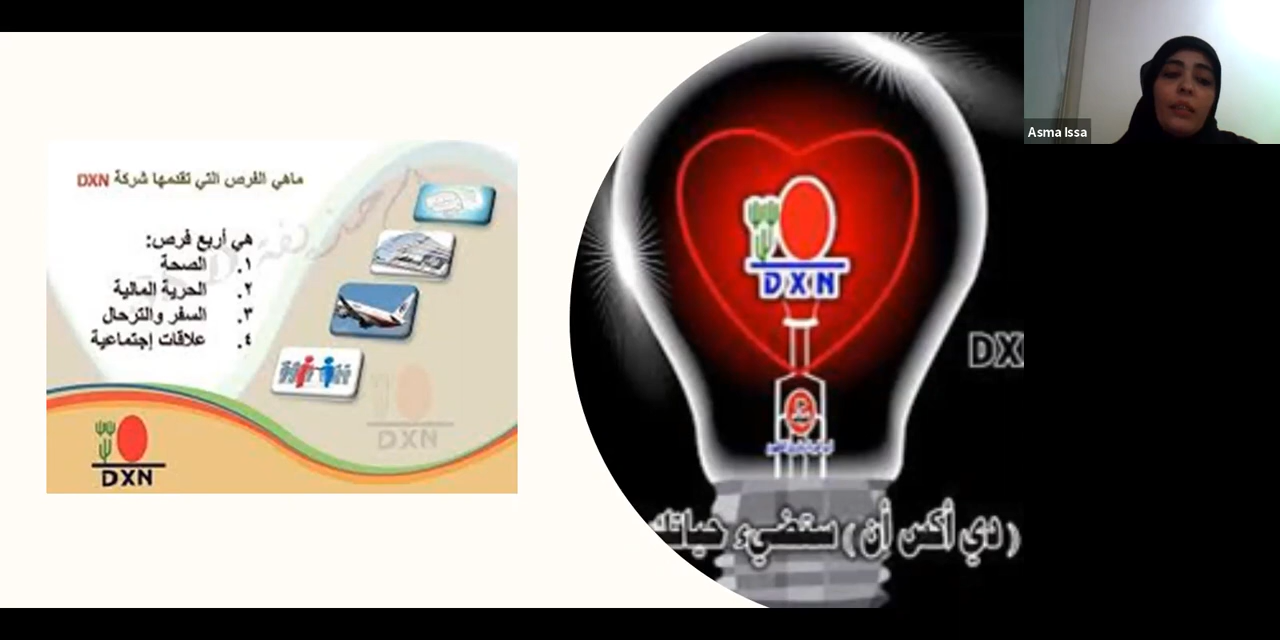 ماهي الفرص التي تقدمها شركة DXN
هي أربع فرص:
١. الصحة
٢. الحرية المالية
٣. السفر والترحال
٤. علاقات إجتماعية
DXN
DXN
DXN
DX
(دي أكس أن) ستضيء حياتك
Asma Issa